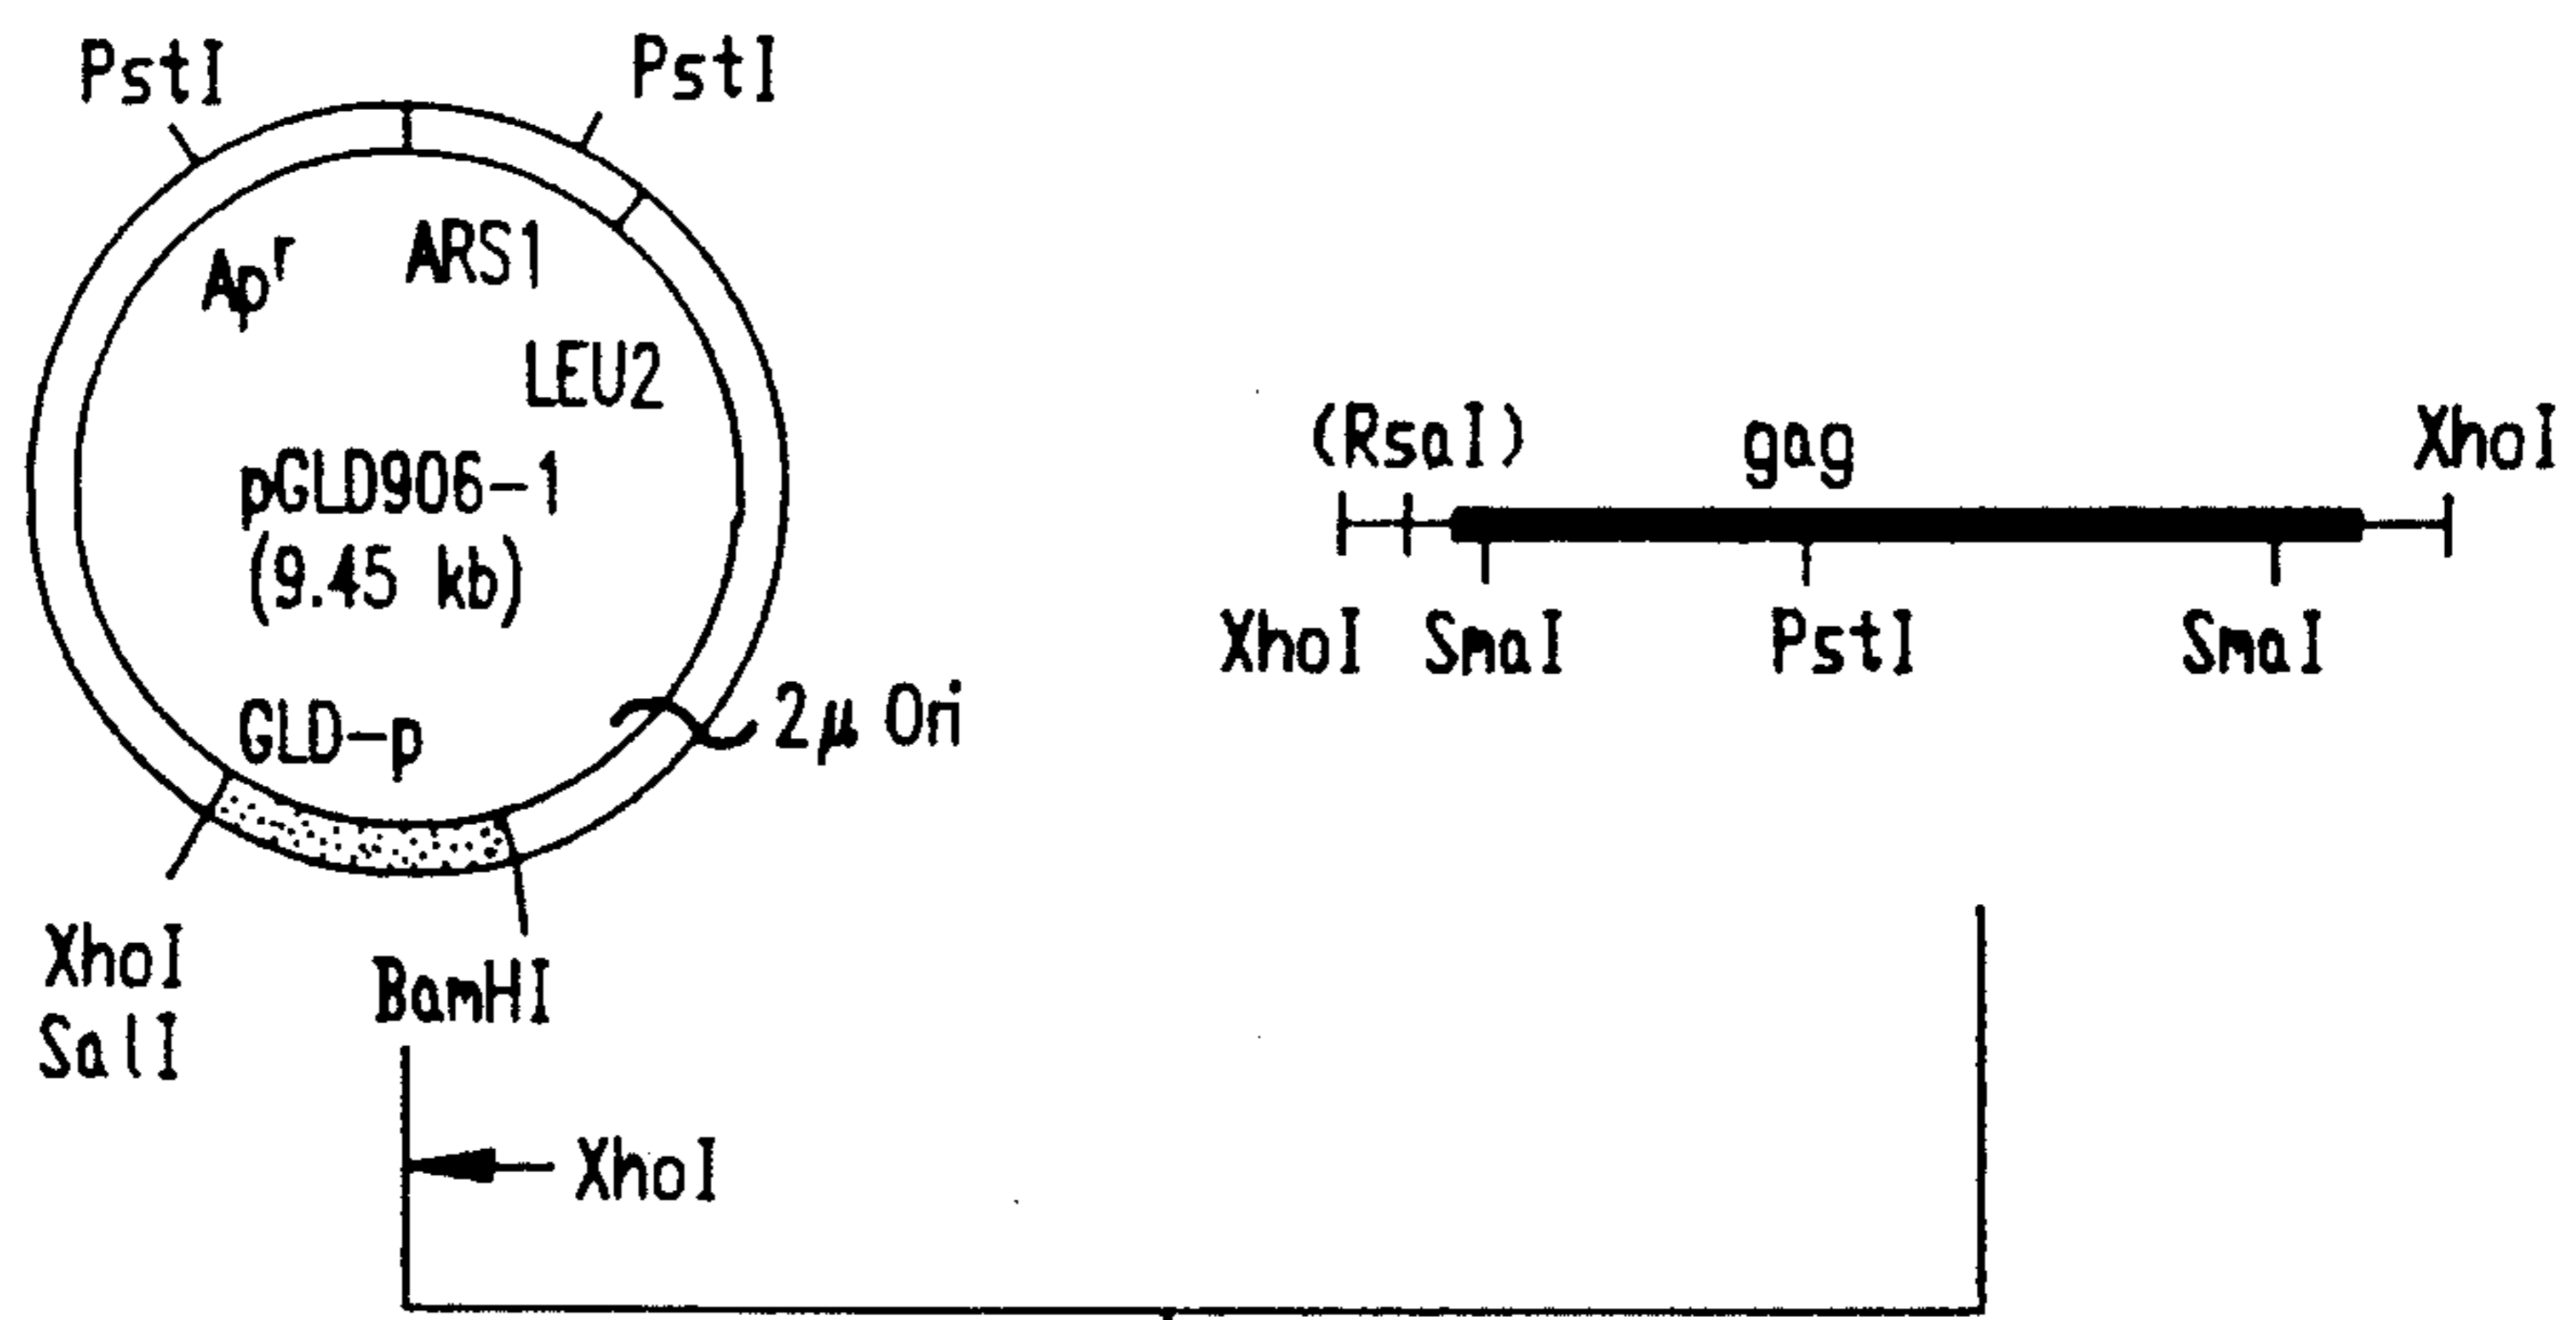 PstI
PstI
Apʳ
ARS1
LEU2
pGLD906-1
(9.45 kb)
GLD-p
2μ Ori
XhoI
SalI
BamHI
XhoI
(RsaI)
gag
XhoI
XhoI
SmaI
PstI
SmaI